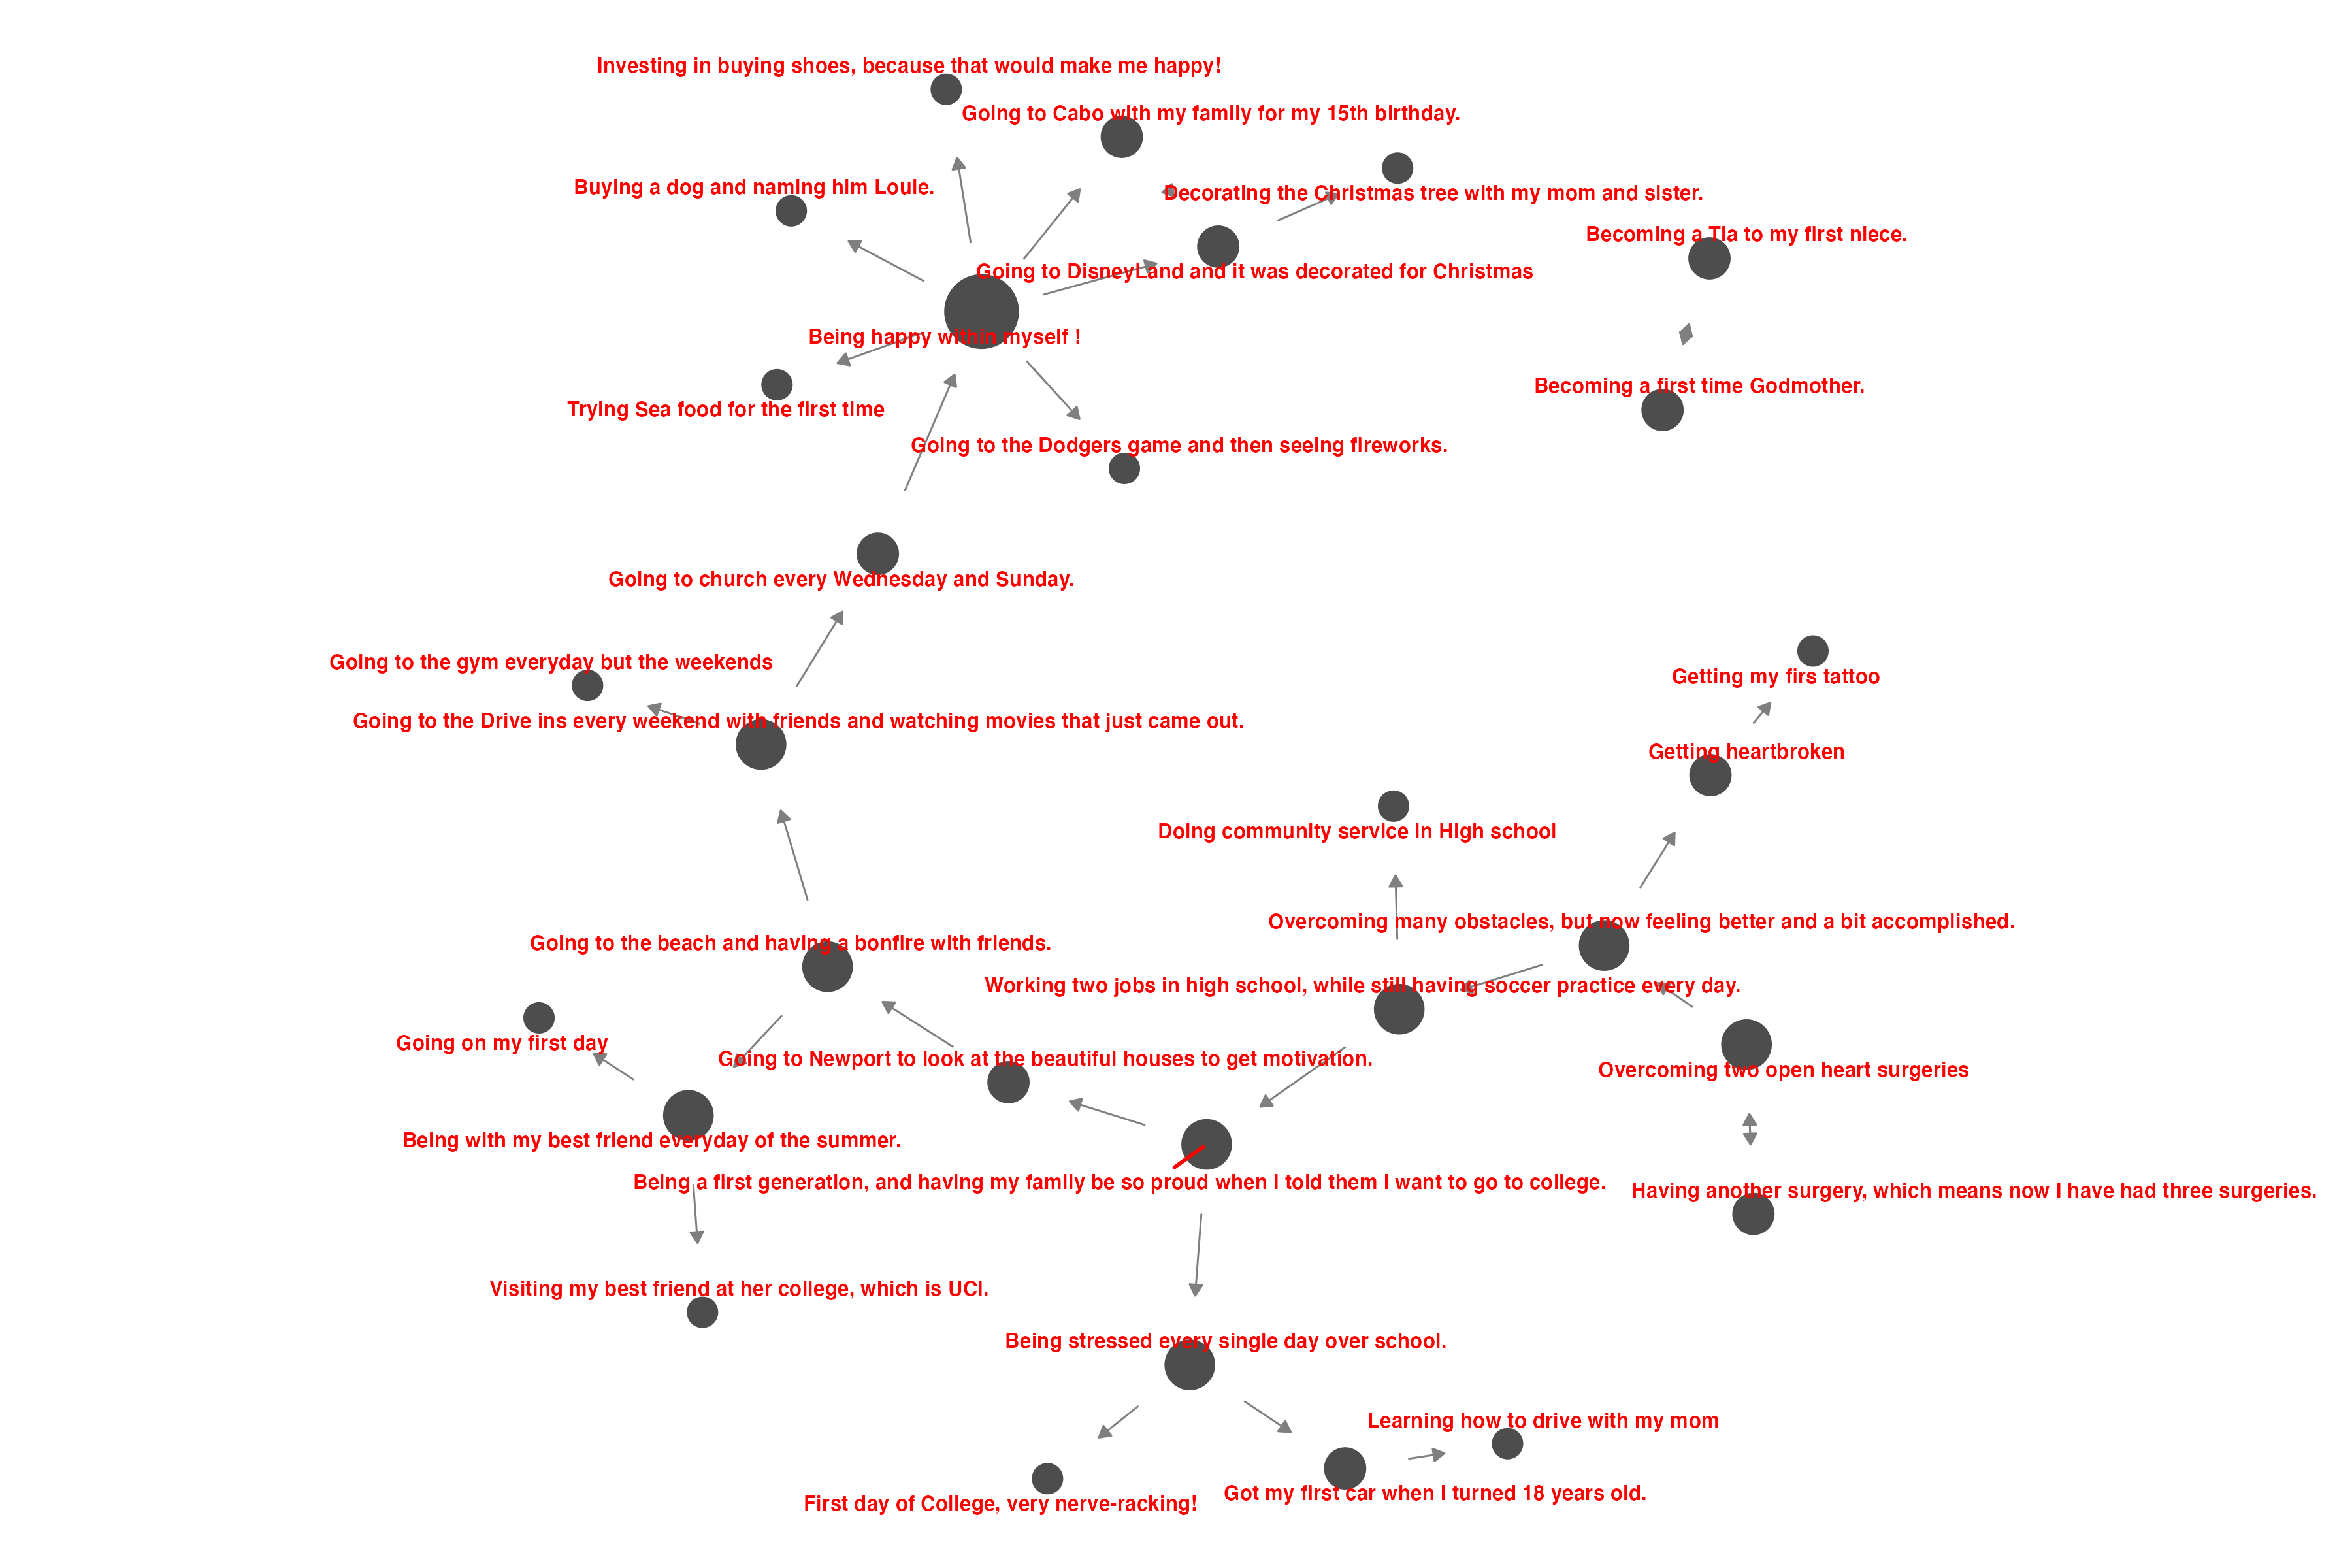 Investing in buying shoes, because that would make me happy!
Going to Cabo with my family for my 15th birthday.
Buying a dog and naming him Louie.
Decorating the Christmas tree with my mom and sister.
Becoming a Tia to my first niece.
Going to DisneyLand and it was decorated for Christmas
Being happy within myself !
Becoming a first time Godmother.
Trying Sea food for the first time
Going to the Dodgers game and then seeing fireworks.
Going to church every Wednesday and Sunday.
Going to the gym everyday but the weekends
Getting my firs tattoo
Going to the Drive ins every weekend with friends and watching movies that just came out.
Getting heartbroken
Doing community service in High school
Overcoming many obstacles, but now feeling better and a bit accomplished.
Going to the beach and having a bonfire with friends.
Working two jobs in high school, while still having soccer practice every day.
Going on my first day
Going to Newport to look at the beautiful houses to get motivation.
Overcoming two open heart surgeries
Being with my best friend everyday of the summer.
Being a first generation, and having my family be so proud when I told them I want to go to college.
Having another surgery, which means now I have had three surgeries.
Visiting my best friend at her college, which is UCI.
Being stressed every single day over school.
Learning how to drive with my mom
Got my first car when I turned 18 years old.
First day of College, very nerve-racking!